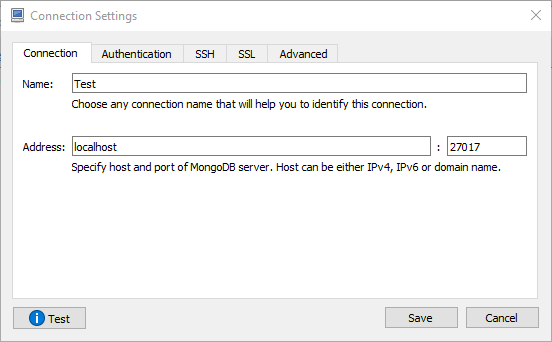 Connection Settings
Connection Authentication SSH SSL Advanced
Name: Test
Choose any connection name that will help you to identify this connection.
Address: localhost : 27017
Specify host and port of MongoDB server. Host can be either IPv4, IPv6 or domain name.
Test Save Cancel